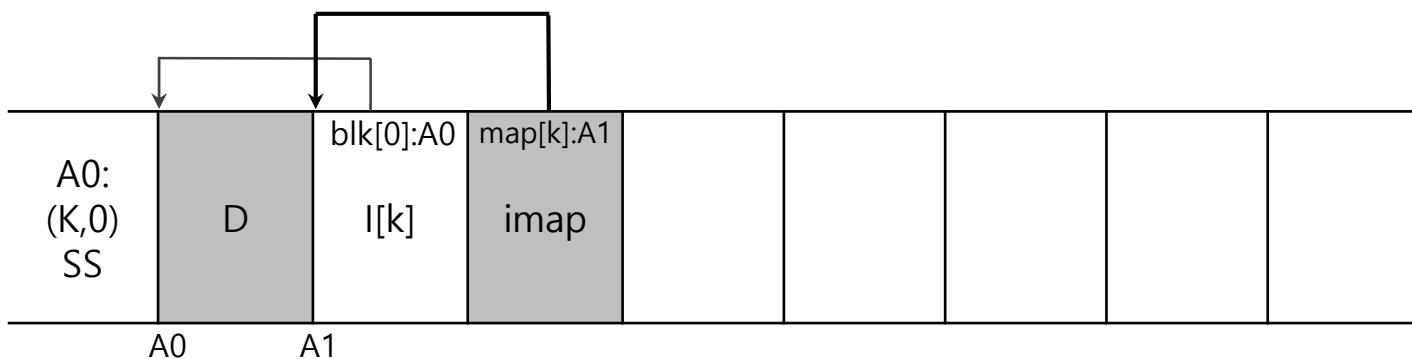 blk[0]:A0 map[k]:A1
A0:
(K,0)
SS
D
I[k]
imap
A0
A1